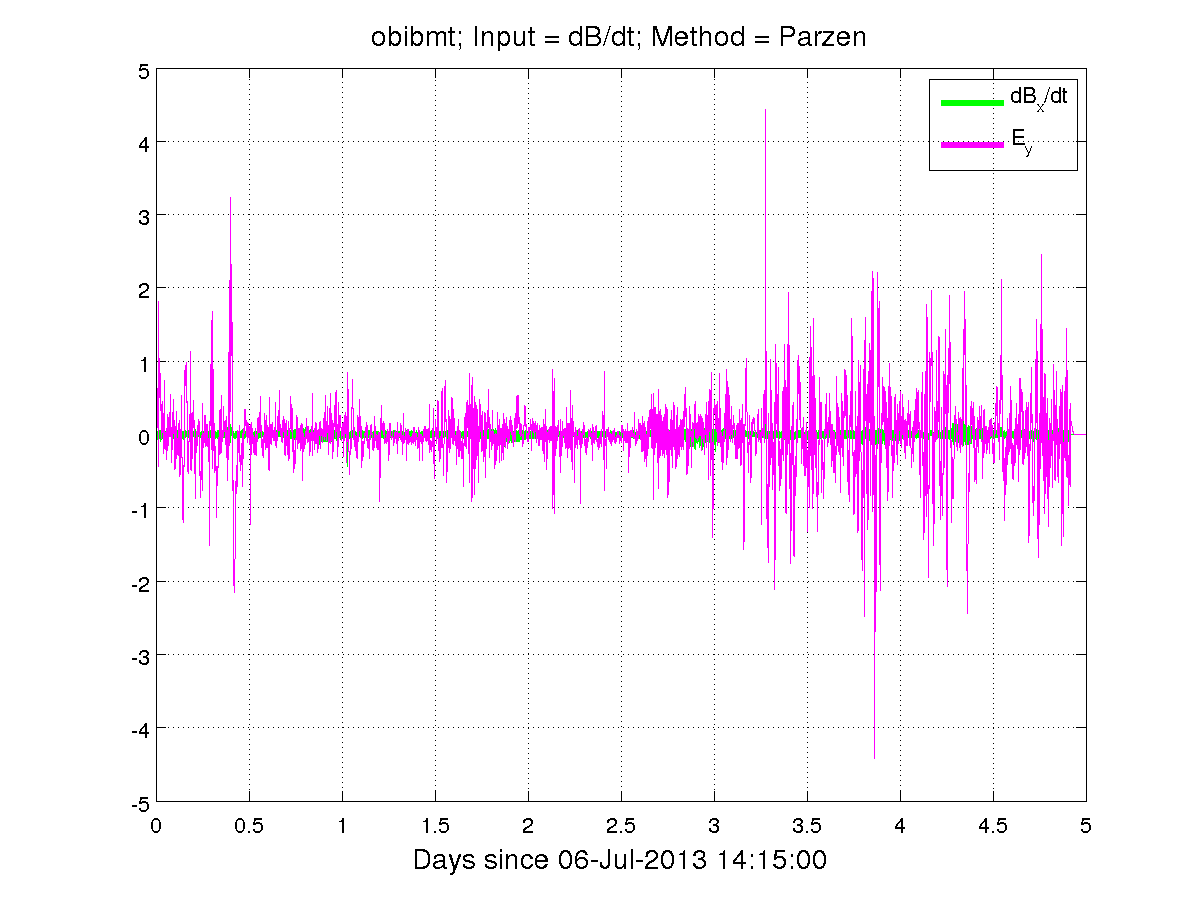 obibmt; Input = dB/dt; Method = Parzen
5
4
3
2
1
0
-1
-2
-3
-4
-5
dBx/dt
Ey
0 0.5 1 1.5 2 2.5 3 3.5 4 4.5 5
Days since 06-Jul-2013 14:15:00